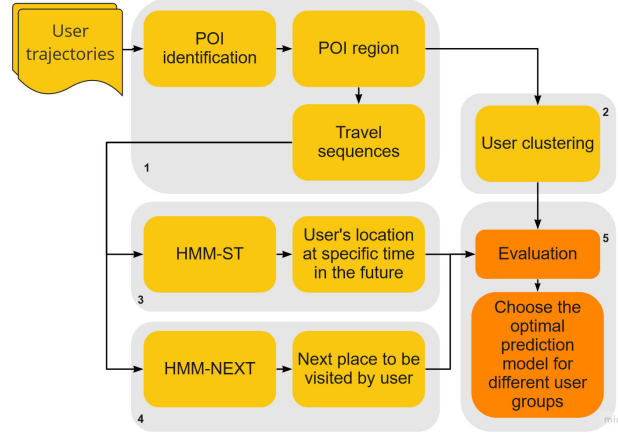 User
trajectories
POI
identification
POI region
Travel
sequences
1
User clustering
2
HMM-ST
User's location
at specific time
in the future
3
HMM-NEXT
Next place to be
visited by user
4
Evaluation
5
Choose the
optimal
prediction
model for
different user
groups